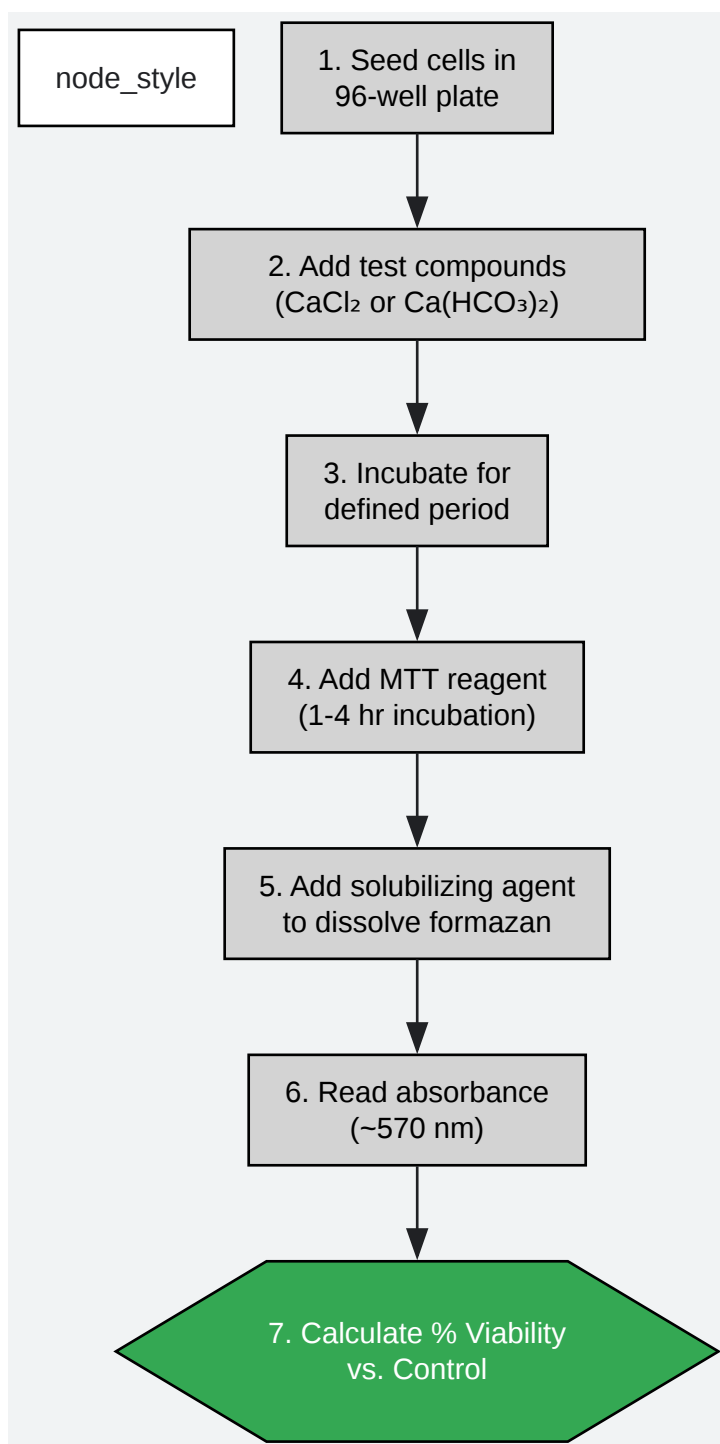 node_style
1. Seed cells in
96-well plate
2. Add test compounds
(CaCl₂ or Ca(HCO₃)₂)
3. Incubate for
defined period
4. Add MTT reagent
(1-4 hr incubation)
5. Add solubilizing agent
to dissolve formazan
6. Read absorbance
(~570 nm)
7. Calculate % Viability
vs. Control